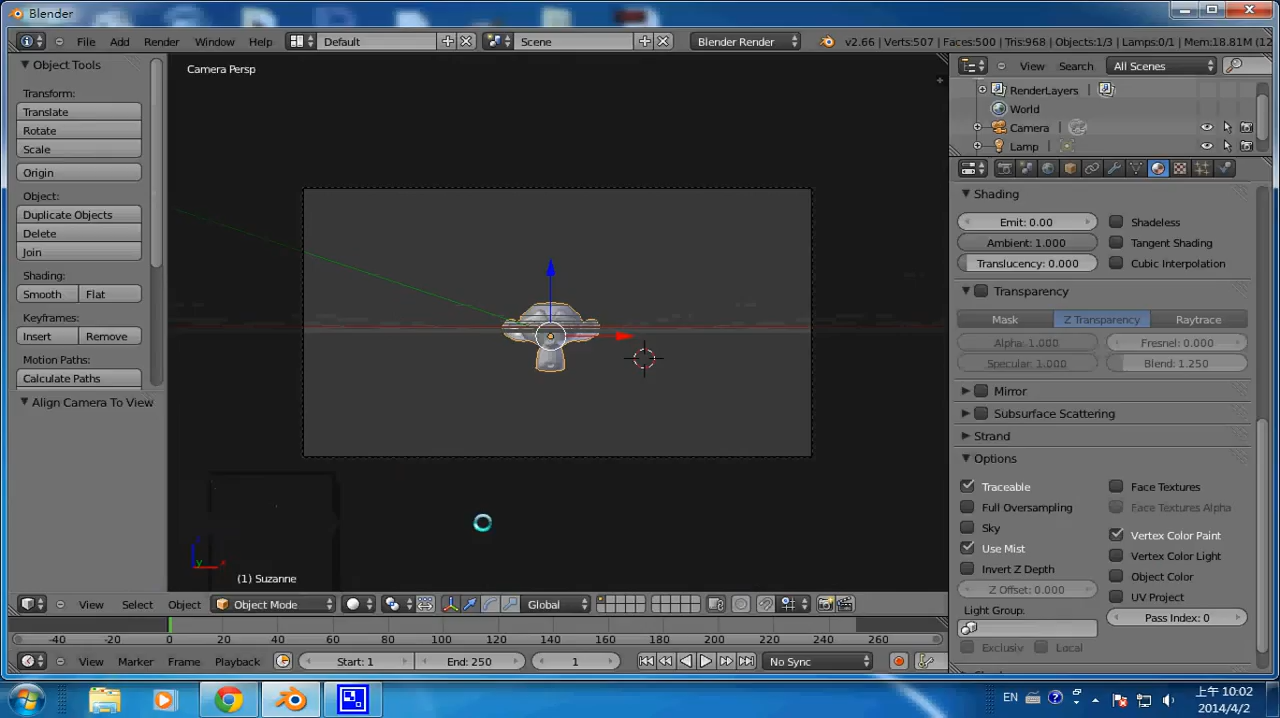 Blender
File Add Render Window Help Default Scene Blender Render v2.66 | Verts:507 | Faces:500 | Tris:968 | Objects:1/3 | Lamps:0/1 | Mem:18.81M (12
Object Tools
Transform:
Translate
Rotate
Scale
Origin
Object:
Duplicate Objects
Delete
Join
Shading:
Smooth Flat
Keyframes:
Insert Remove
Motion Paths:
Calculate Paths
Align Camera To View
Camera Persp
(1) Suzanne
View Search All Scenes
RenderLayers |
World
Camera |
Lamp |
Shading
Emit: 0.00 Shadeless
Ambient: 1.000 Tangent Shading
Translucency: 0.000 Cubic Interpolation
Transparency
Mask Z Transparency Raytrace
Alpha: 1.000 Fresnel: 0.000
Specular: 1.000 Blend: 1.250
Mirror
Subsurface Scattering
Strand
Options
Traceable Face Textures
Full Oversampling Face Textures Alpha
Sky Vertex Color Paint
Use Mist Vertex Color Light
Invert Z Depth Object Color
Z Offset: 0.000 UV Project
Light Group: Pass Index: 0
Exclusiv Local
View Select Object Object Mode Global
-40 -20 0 20 40 60 80 100 120 140 160 180 200 220 240 260
View Marker Frame Playback Start: 1 End: 250 1 No Sync
EN
上午 10:02
2014/4/2